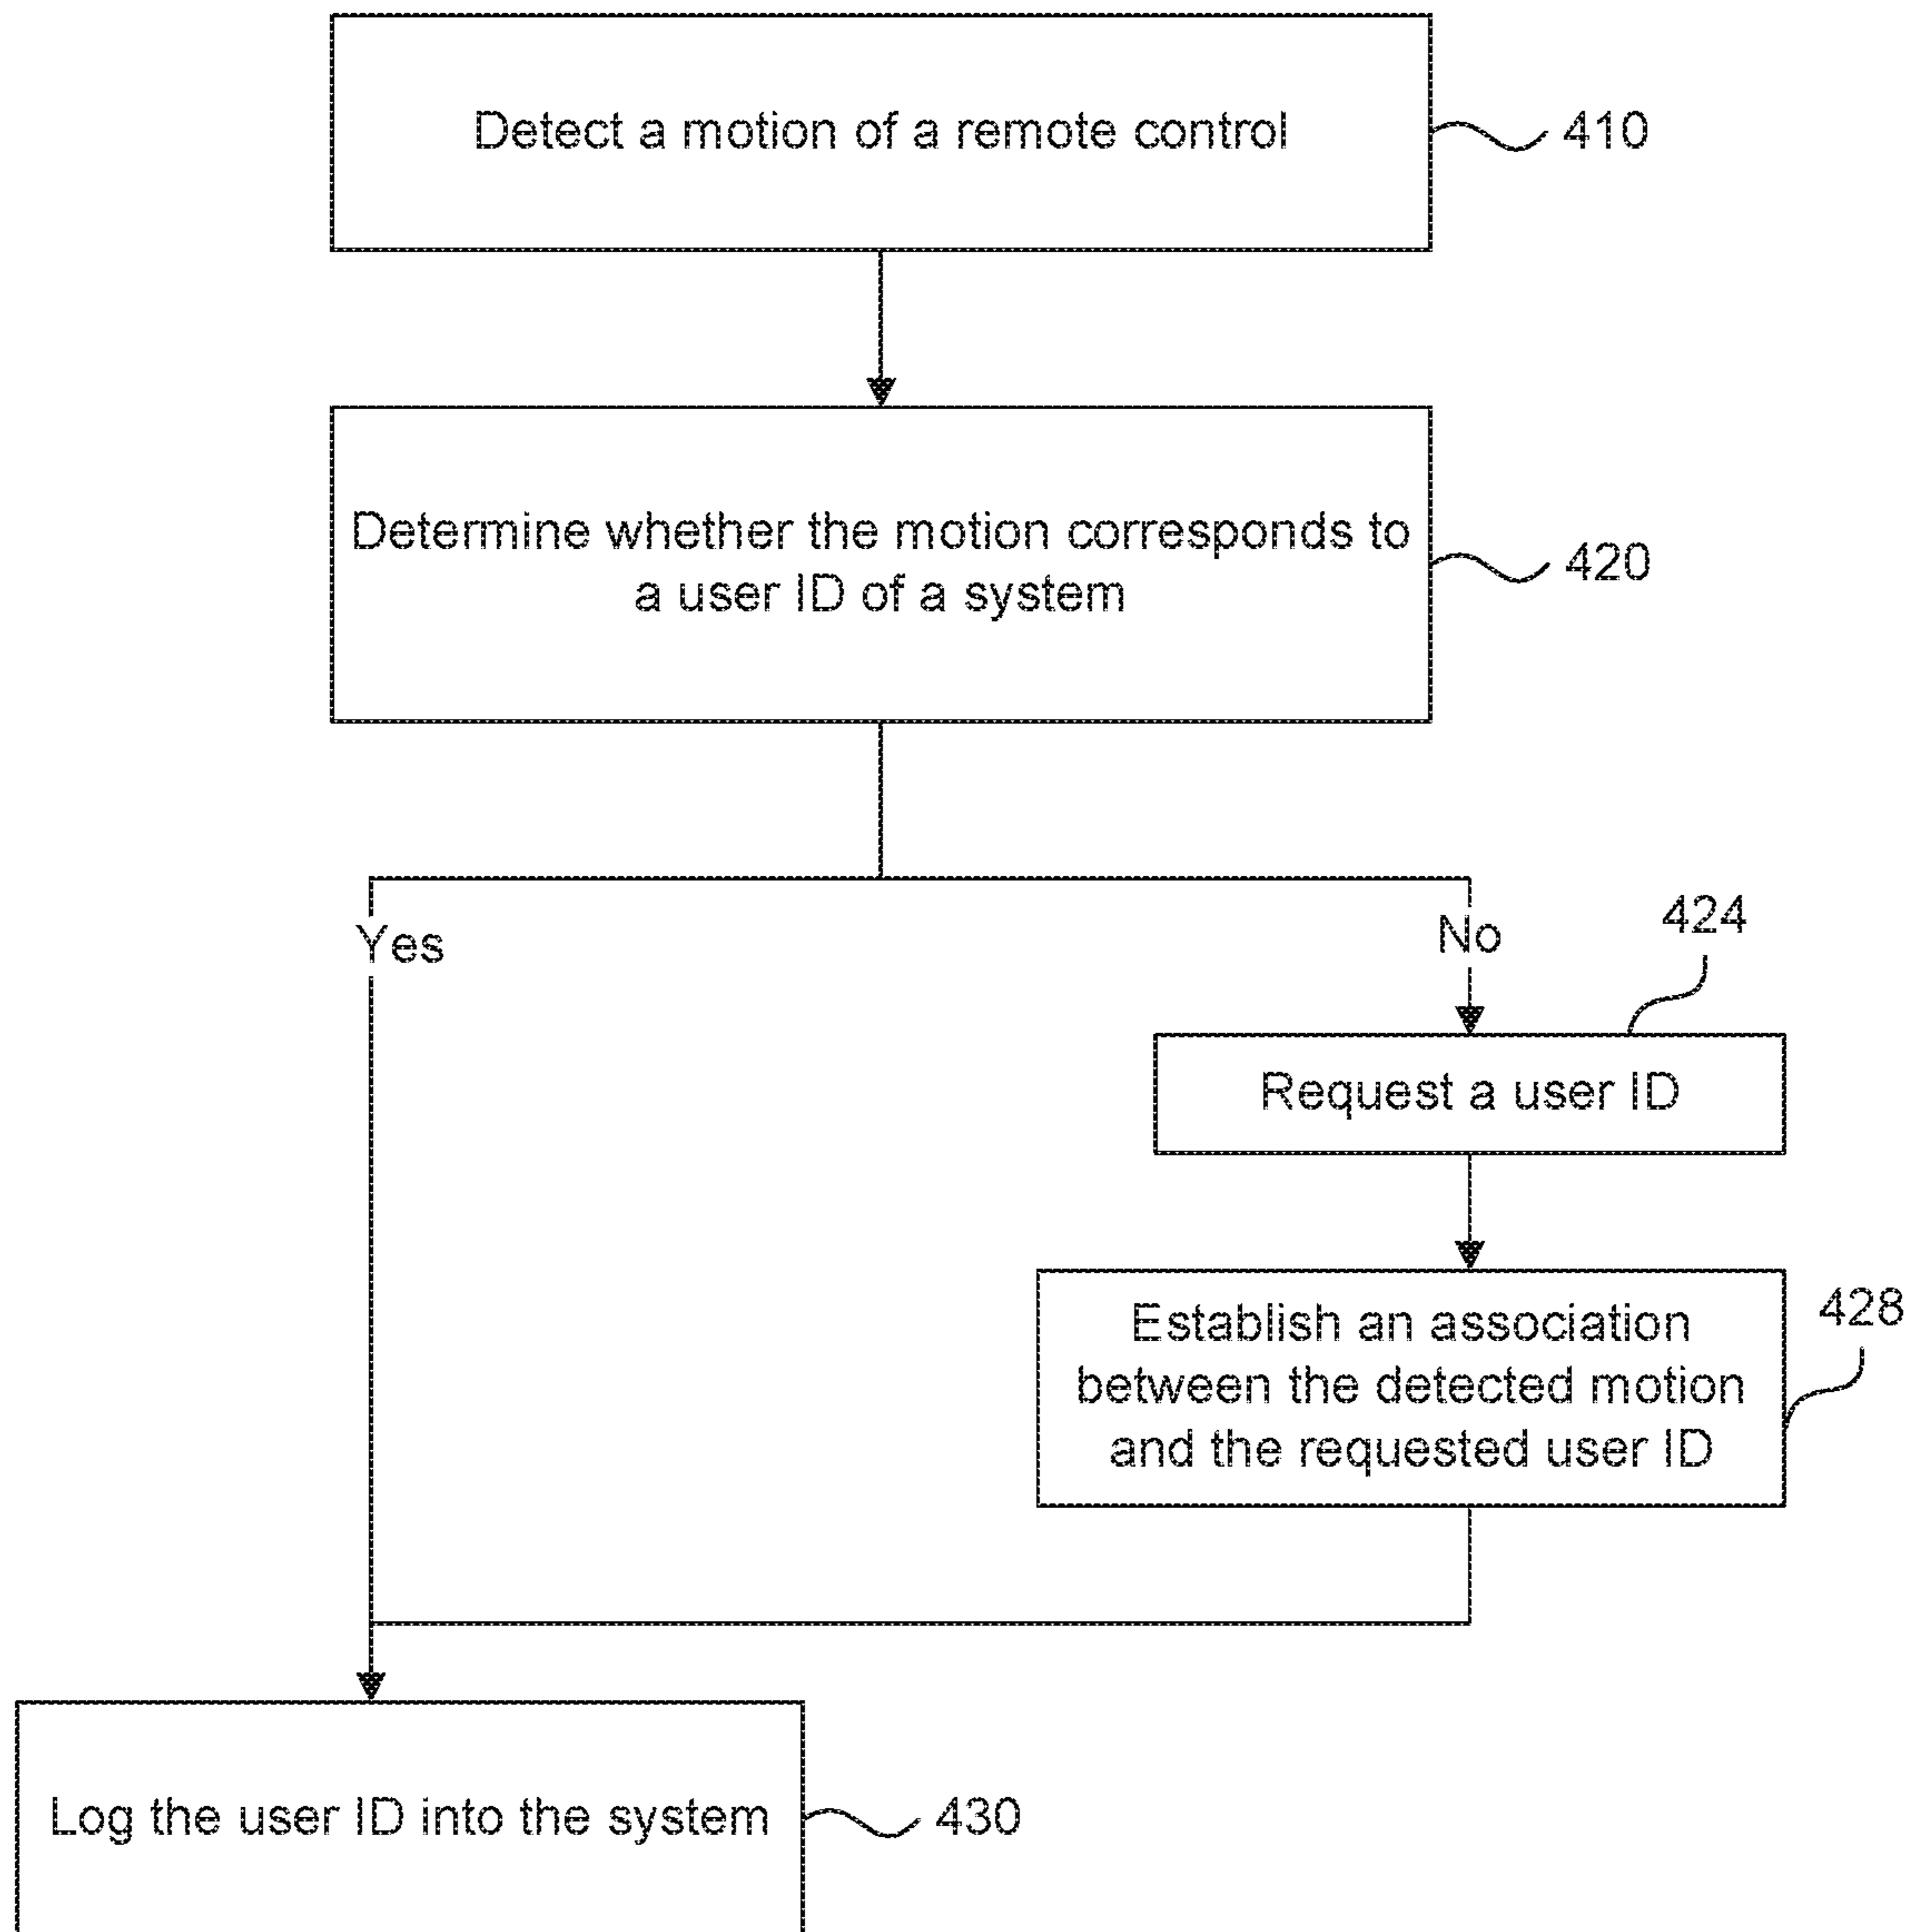 Detect a motion of a remote control
410
Determine whether the motion corresponds to
a user ID of a system
420
Yes
No
424
Request a user ID
Establish an association
between the detected motion
and the requested user ID
428
Log the user ID into the system
430